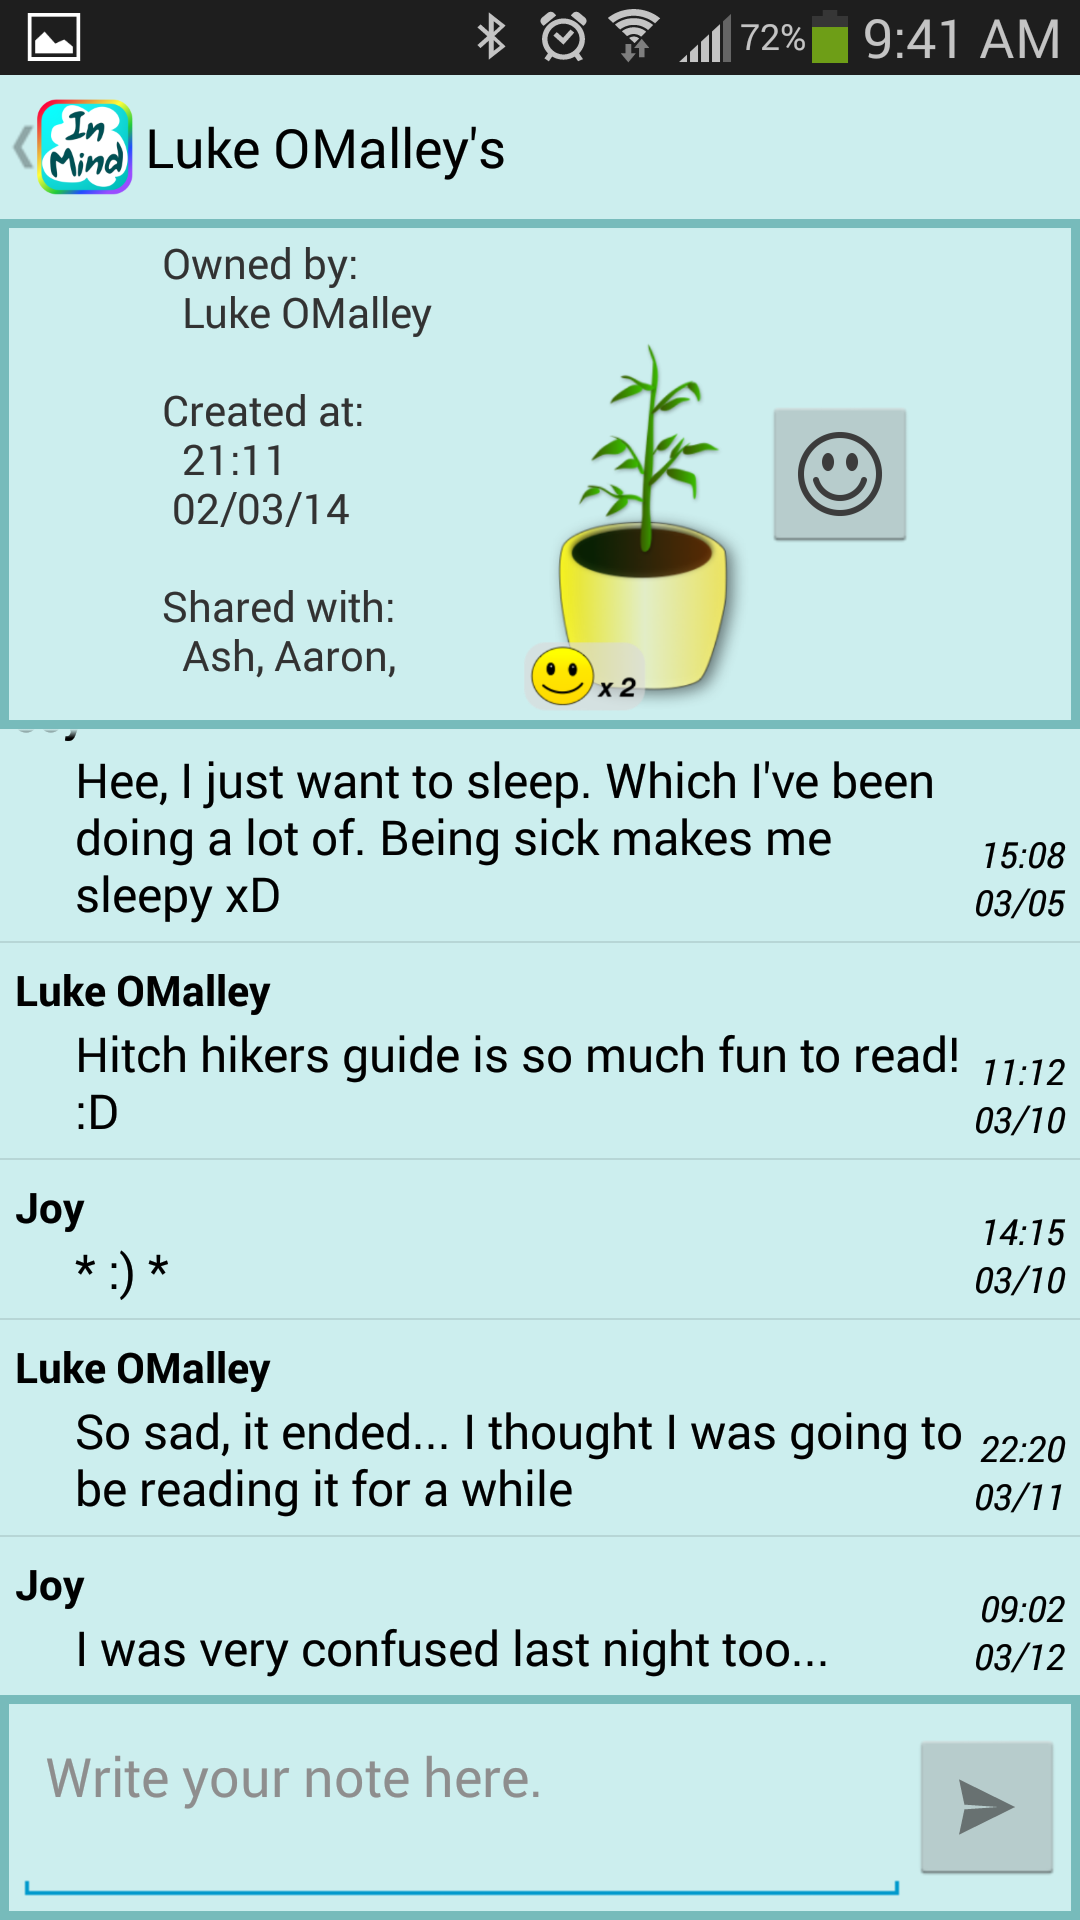 72% 9:41 AM
In
Mind
Luke OMalley's
Owned by:
Luke OMalley
Created at:
21:11
02/03/14
Shared with:
Ash, Aaron,
x 2
Hee, I just want to sleep. Which I've been
doing a lot of. Being sick makes me
sleepy xD
15:08
03/05
Luke OMalley
Hitch hikers guide is so much fun to read!
:D
11:12
03/10
Joy
* :) *
14:15
03/10
Luke OMalley
So sad, it ended... I thought I was going to
be reading it for a while
22:20
03/11
Joy
I was very confused last night too...
09:02
03/12
Write your note here.